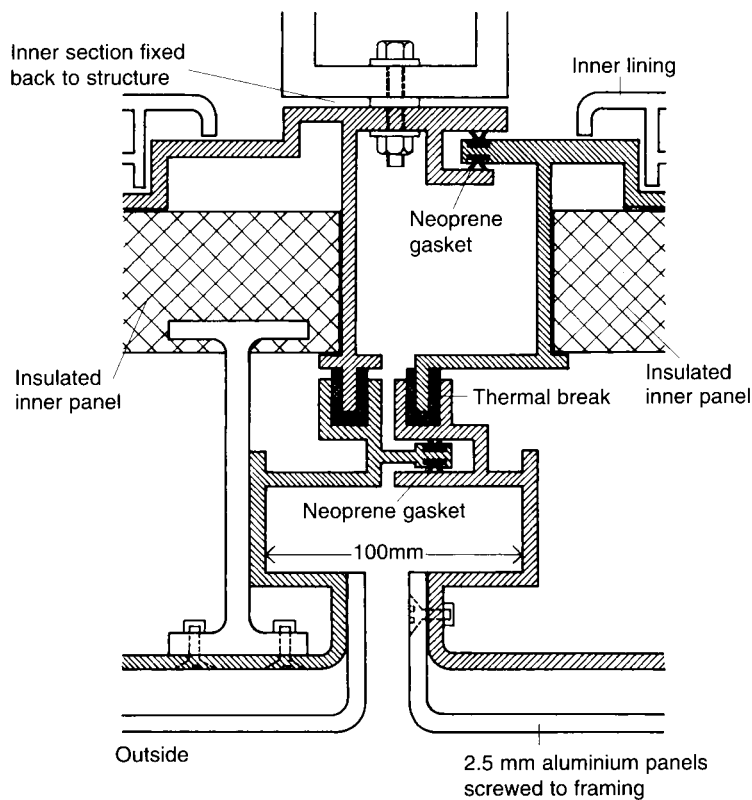 Inner section fixed
back to structure
Inner lining
Neoprene
gasket
Insulated
inner panel
Thermal break
Insulated
inner panel
Neoprene gasket
100mm
Outside
2.5 mm aluminium panels
screwed to framing